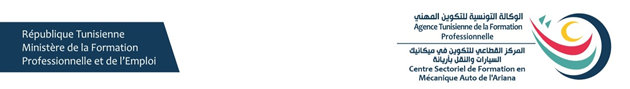 République Tunisienne
Ministère de la Formation
Professionnelle et de l'Emploi
الوكالة التونسية للتكوين المهني
Agence Tunisienne de la Formation
Professionnelle
المركز القطاعي للتكوين في ميكانيك
السيارات والنقل بأريانة
Centre Sectoriel de Formation en
Mécanique Auto de l'Ariana